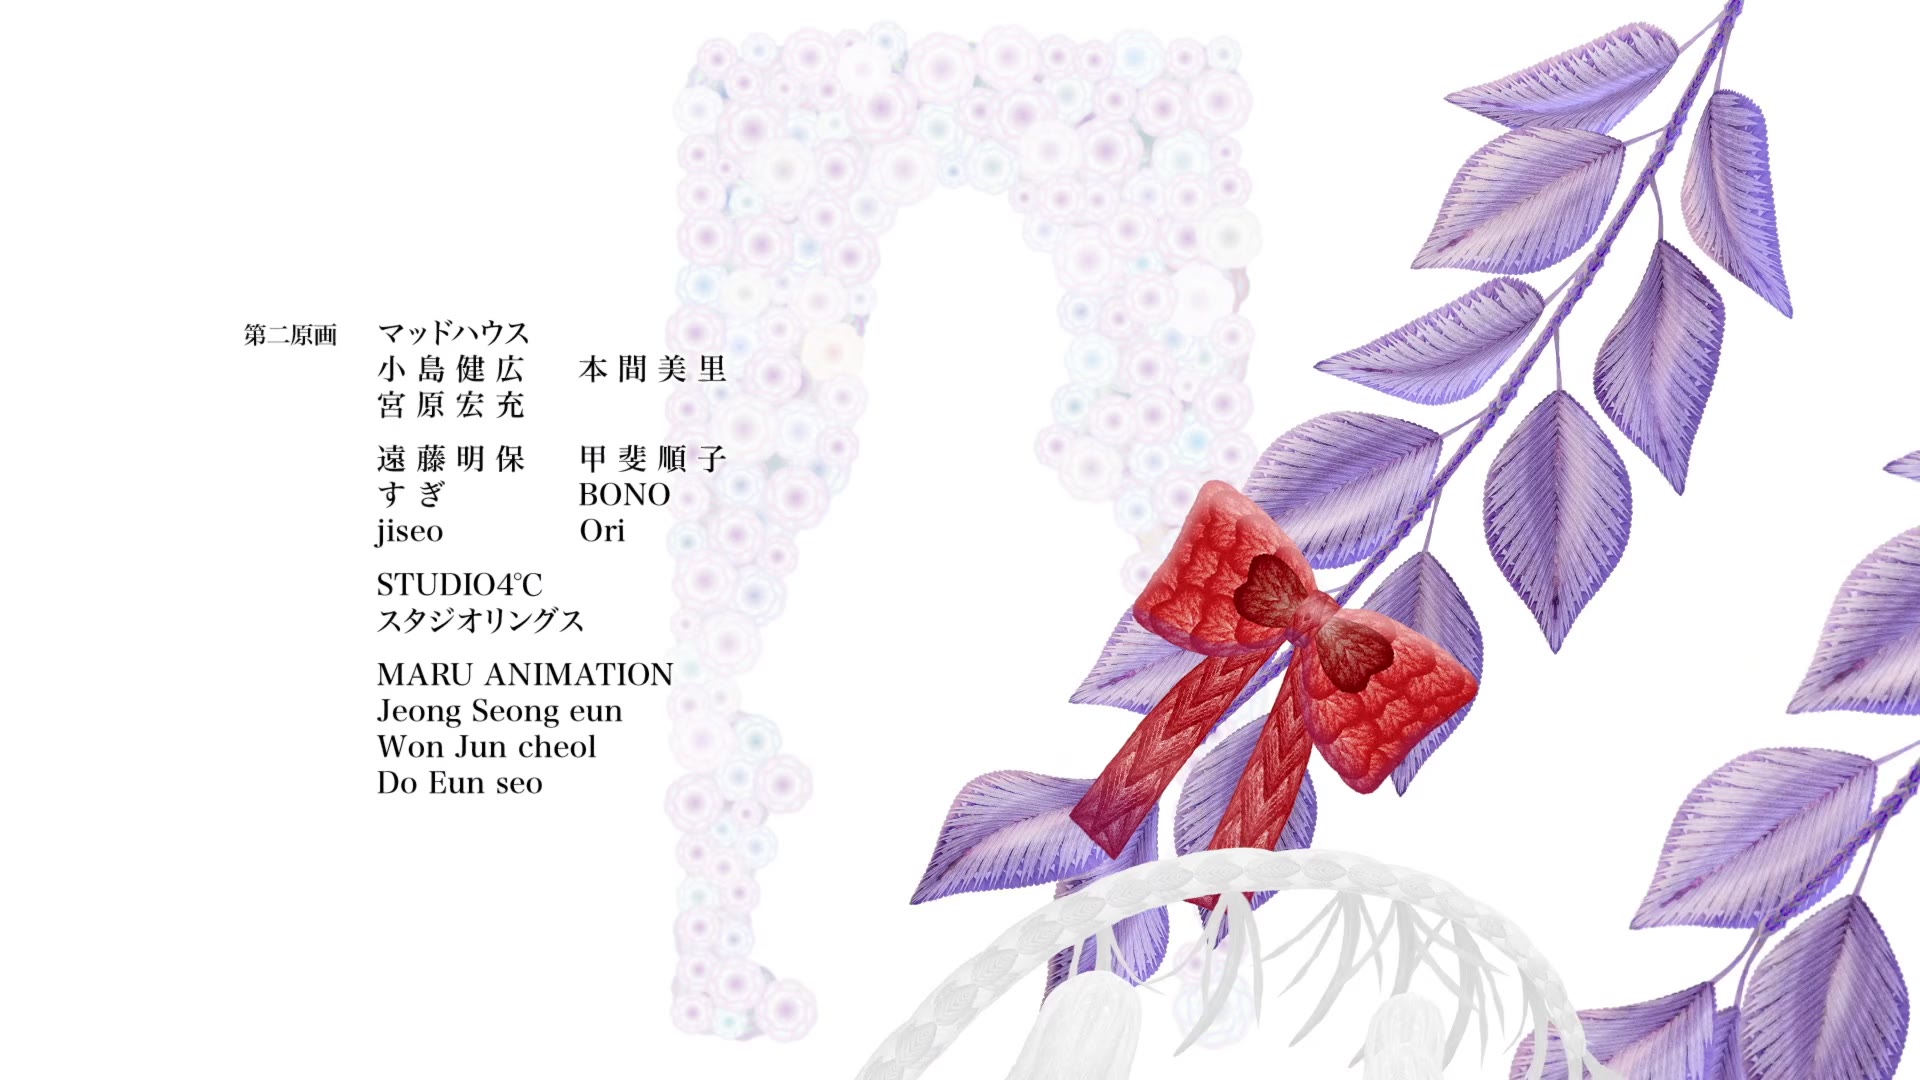 第二原画 マッドハウス
小島健広 本間美里
宮原宏充
遠藤明保 甲斐順子
すぎ BONO
jiseo Ori
STUDIO4℃
スタジオリングス
MARU ANIMATION
Jeong Seong eun
Won Jun cheol
Do Eun seo